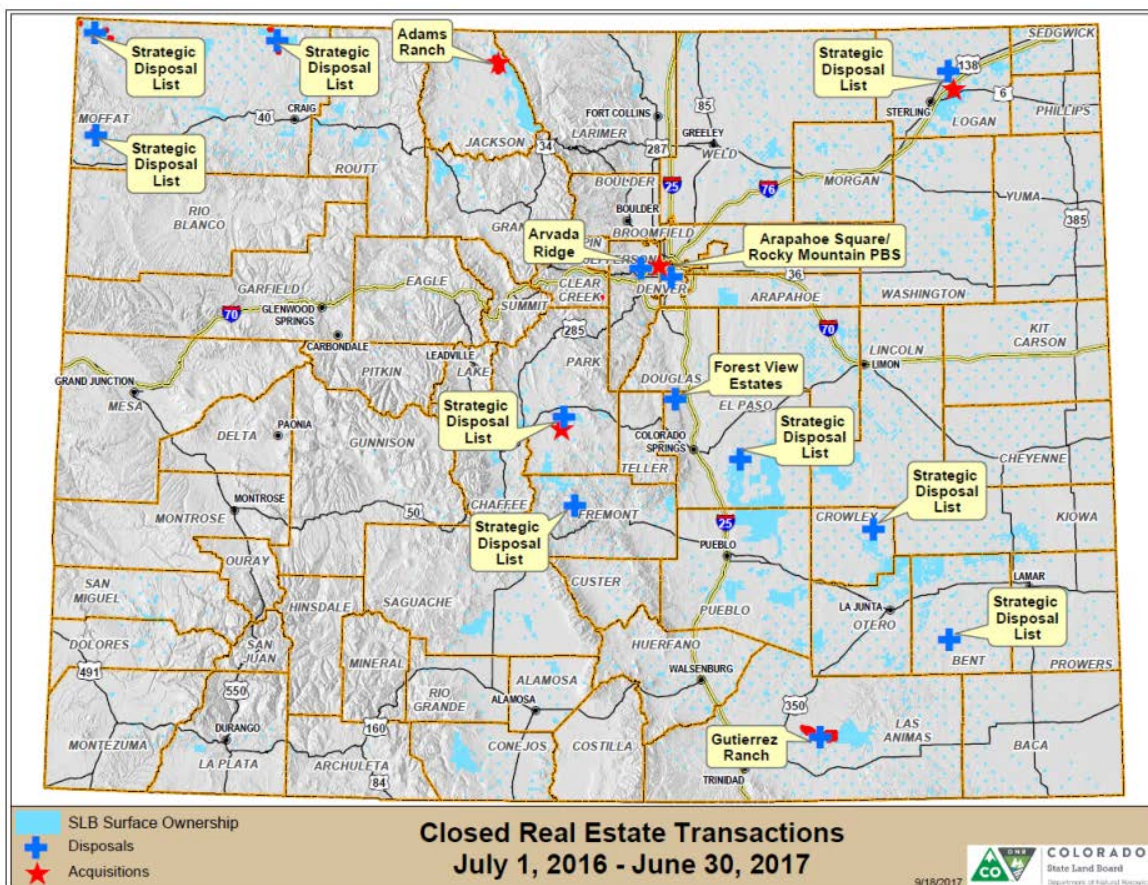 Strategic
Disposal
List
Strategic
Disposal
List
Adams
Ranch
Strategic
Disposal
List
SEDGWICK
138
6
STERLING
PHILLIPS
LOGAN
MOFFAT
40
CRAIG
Strategic
Disposal
List
ROUTT
JACKSON
FORT COLLINS
LARIMER
85
34
287
GREELEY
WELD
BOULDER
25
76
MORGAN
YUMA
385
RIO
BLANCO
BOULDER
BROOMFIELD
Arvada
Ridge
Arapahoe Square/
Rocky Mountain PBS
DENVER
36
CLEAR
CREEK
ARAPAHOE
WASHINGTON
GARFIELD
EAGLE
SUMMIT
70
GLENWOOD
SPRINGS
CARBONDALE
285
70
KIT
CARSON
LINCOLN
LIMON
LEADVILLE
LAKE
PITKIN
PARK
DOUGLAS
Forest View
Estates
EL PASO
GRAND JUNCTION
MESA
DELTA
PAONIA
GUNNISON
Strategic
Disposal
List
COLORADO
SPRINGS
TELLER
Strategic
Disposal
List
CHEYENNE
Strategic
Disposal
List
MONTROSE
MONTROSE
50
CHAFFEE
Strategic
Disposal
List
FREMONT
25
CROWLEY
KIOWA
OURAY
PUEBLO
SAN
MIGUEL
HINSDALE
SAGUACHE
CUSTER
PUEBLO
LAMAR
LA JUNTA
OTERO
Strategic
Disposal
List
DOLORES
SAN
JUAN
MINERAL
HUERFANO
BENT
PROWERS
491
550
RIO
GRANDE
ALAMOSA
ALAMOSA
WALSENBURG
350
DURANGO
160
MONTEZUMA
LA PLATA
ARCHULETA
84
CONEJOS
COSTILLA
Gutierrez
Ranch
LAS
ANIMAS
BACA
TRINIDAD
SLB Surface Ownership
Disposals
Acquisitions
Closed Real Estate Transactions
July 1, 2016 - June 30, 2017
9/18/2017
CO
DNR
COLORADO
State Land Board
Department of Natural Resources